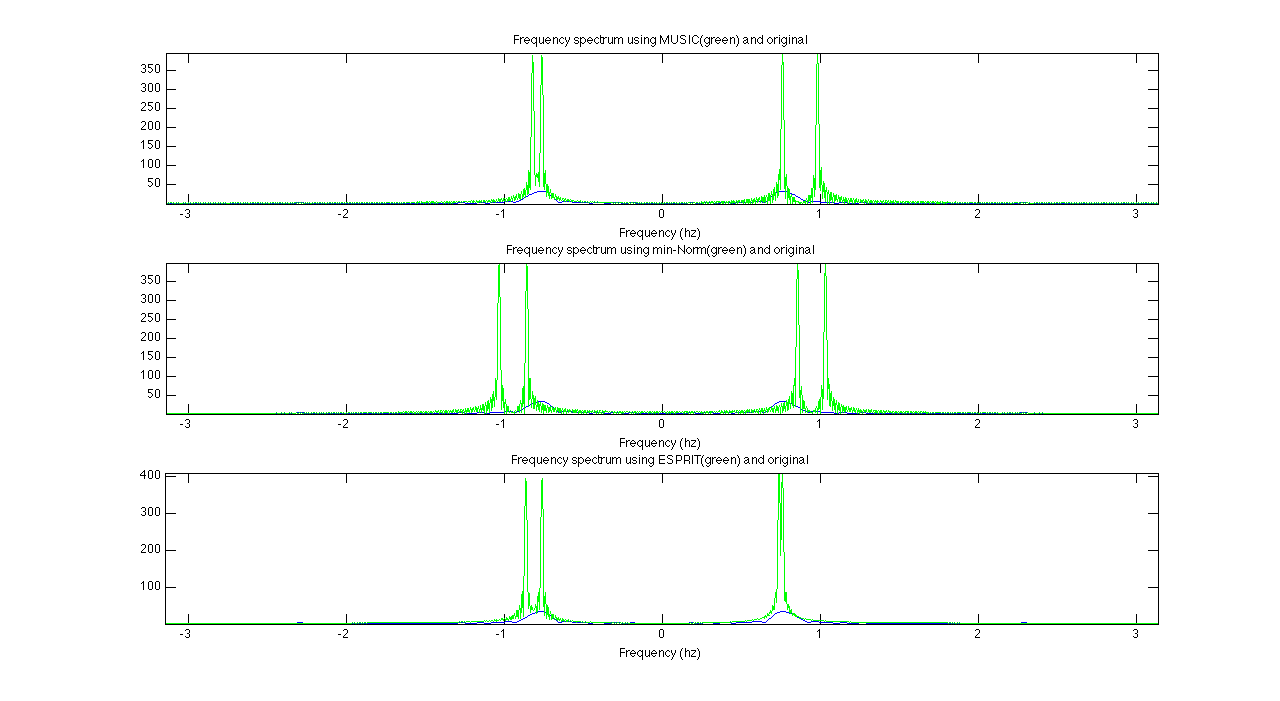 Frequency spectrum using MUSIC(green) and original
350
300
250
200
150
100
50
-3 -2 -1 0 1 2 3
Frequency (hz)
Frequency spectrum using min-Norm(green) and original
350
300
250
200
150
100
50
-3 -2 -1 0 1 2 3
Frequency (hz)
Frequency spectrum using ESPRIT(green) and original
400
300
200
100
-3 -2 -1 0 1 2 3
Frequency (hz)